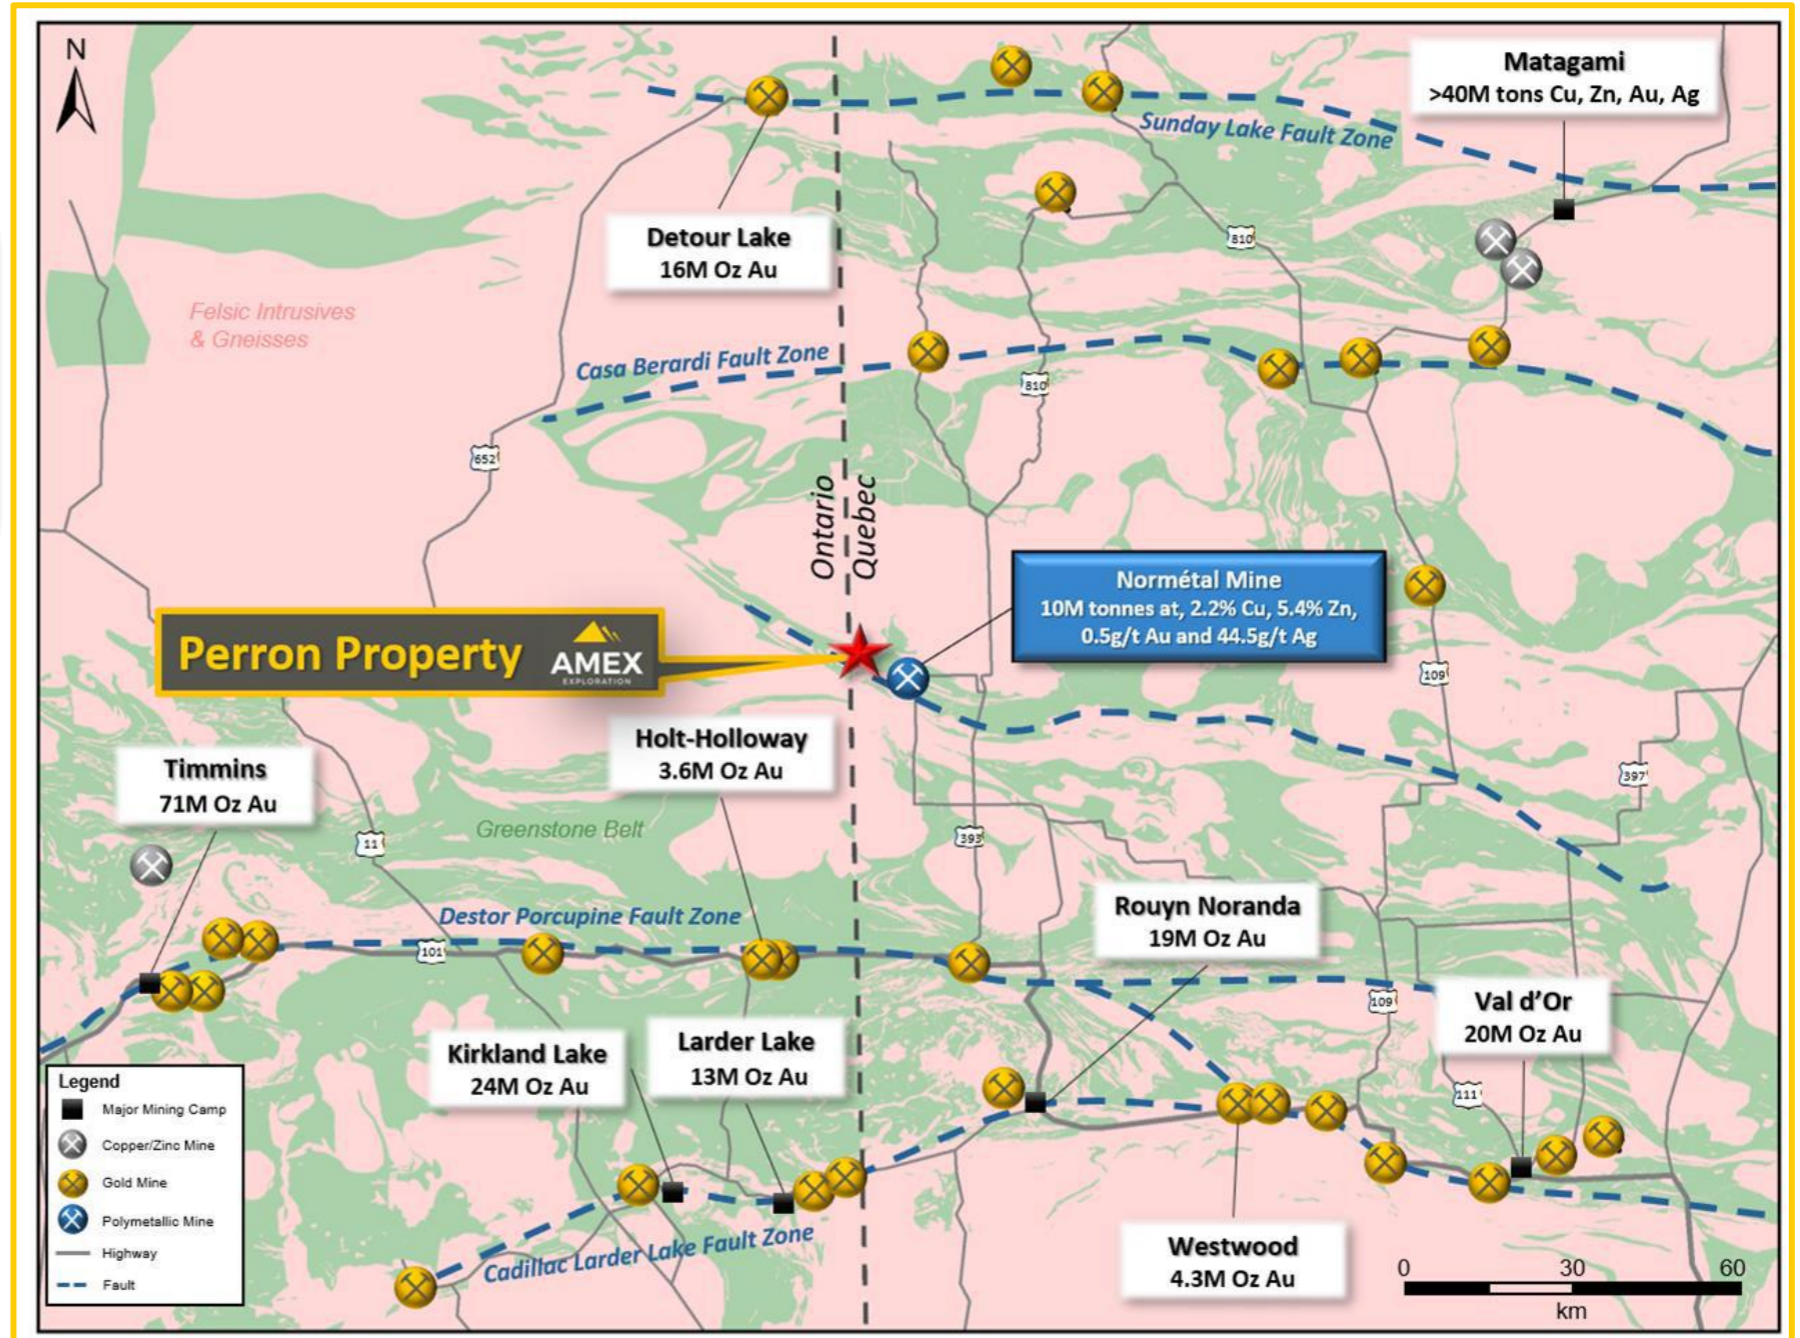 N
Matagami
>40M tons Cu, Zn, Au, Ag
Sunday Lake Fault Zone
Detour Lake
16M Oz Au
810
Felsic Intrusives
& Gneisses
Casa Berardi Fault Zone
810
652
Ontario
Quebec
Normétal Mine
10M tonnes at, 2.2% Cu, 5.4% Zn,
0.5g/t Au and 44.5g/t Ag
Perron Property
AMEX
EXPLORATION
109
Holt-Holloway
3.6M Oz Au
Timmins
71M Oz Au
397
Greenstone Belt
11
393
Rouyn Noranda
19M Oz Au
Destor Porcupine Fault Zone
101
109
Val d'Or
20M Oz Au
Kirkland Lake
24M Oz Au
Larder Lake
13M Oz Au
111
Legend
Major Mining Camp
Copper/Zinc Mine
Gold Mine
Polymetallic Mine
Highway
Fault
Cadillac Larder Lake Fault Zone
Westwood
4.3M Oz Au
0 30 60
km